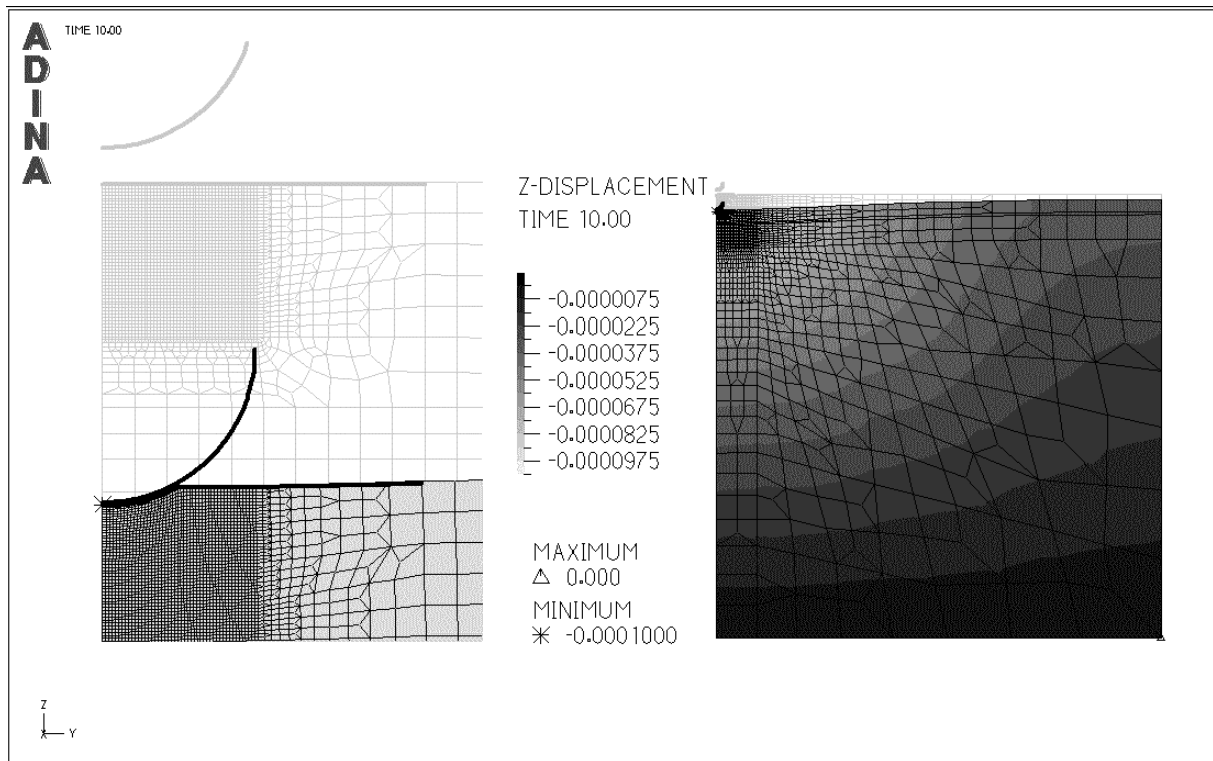 ADINA
TIME 10.00
Z-DISPLACEMENT
TIME 10.00
-0.0000075
-0.0000225
-0.0000375
-0.0000525
-0.0000675
-0.0000825
-0.0000975
MAXIMUM
△ 0.000
MINIMUM
✳ -0.0001000
Z
X Y